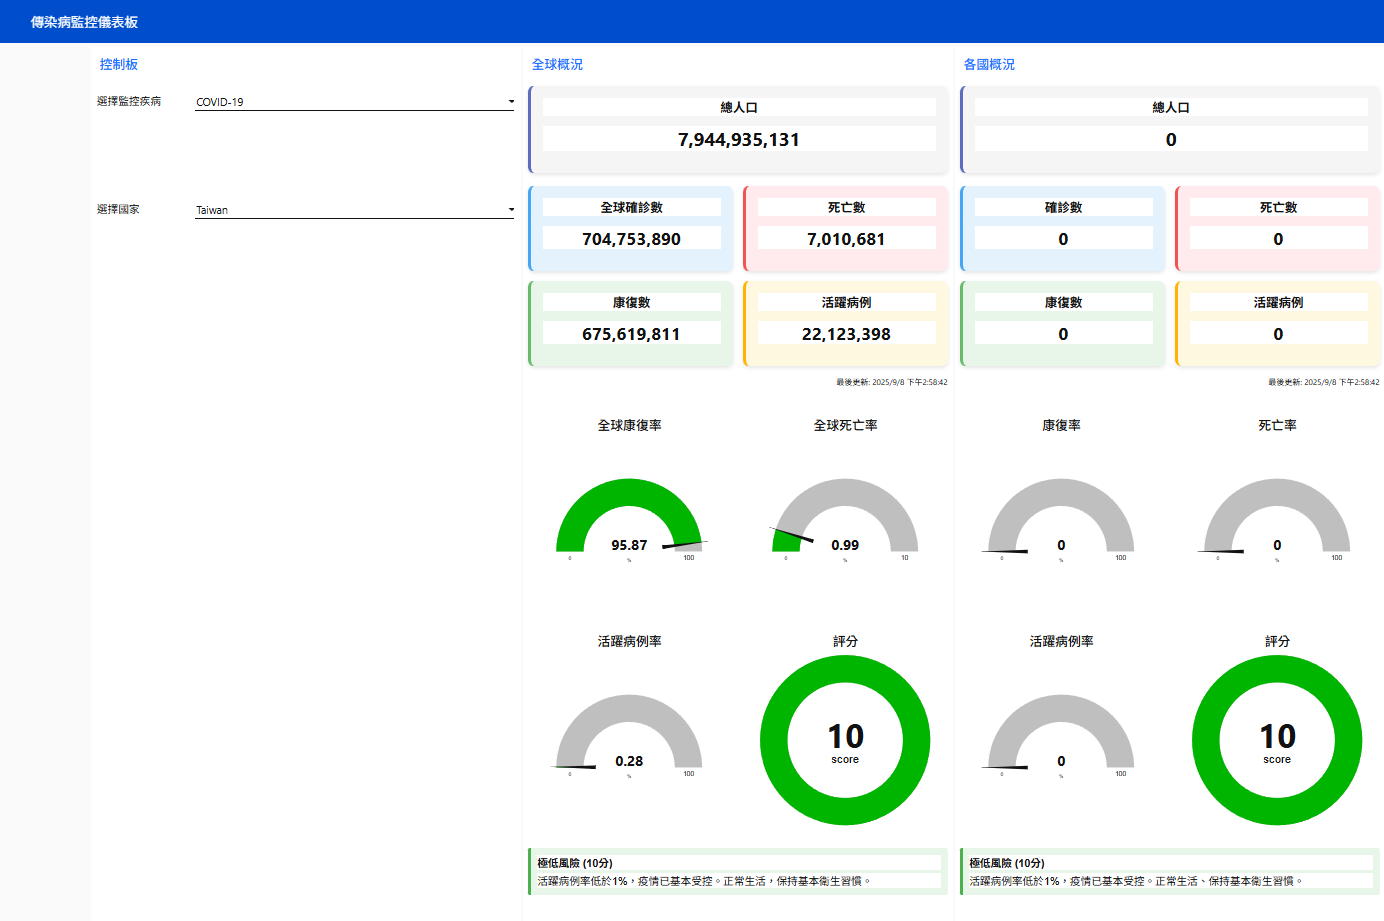 傳染病監控儀表板
控制板
選擇監控疾病
COVID-19
選擇國家
Taiwan
全球概況
總人口
7,944,935,131
全球確診數
704,753,890
死亡數
7,010,681
康復數
675,619,811
活躍病例
22,123,398
最後更新: 2025/9/8 下午2:58:42
全球康復率
95.87
0
%
100
全球死亡率
0.99
0
%
10
活躍病例率
0.28
0
%
100
評分
10
score
極低風險 (10分)
活躍病例率低於1%，疫情已基本受控。正常生活，保持基本衛生習慣。
各國概況
總人口
0
確診數
0
死亡數
0
康復數
0
活躍病例
0
最後更新: 2025/9/8 下午2:58:42
康復率
0
0
%
100
死亡率
0
0
%
100
活躍病例率
0
0
%
100
評分
10
score
極低風險 (10分)
活躍病例率低於1%，疫情已基本受控。正常生活、保持基本衛生習慣。